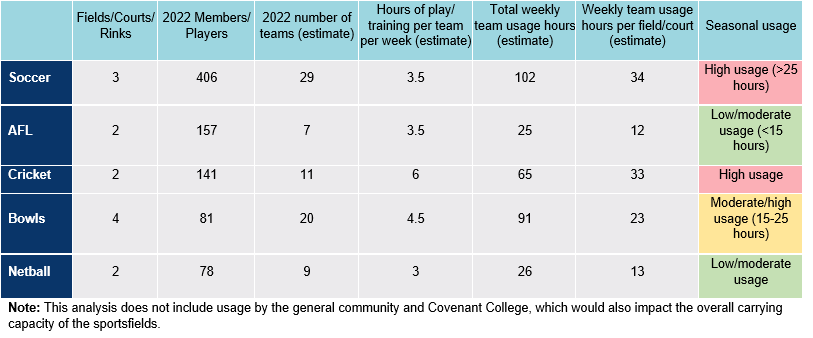 Fields/Courts/
Rinks
2022 Members/
Players
2022 number of
teams (estimate)
Hours of play/
training per team
per week (estimate)
Total weekly
team usage hours
(estimate)
Weekly team usage
hours per field/court
(estimate)
Seasonal usage
Soccer
3
406
29
3.5
102
34
High usage (>25
hours)
AFL
2
157
7
3.5
25
12
Low/moderate
usage (<15
hours)
Cricket
2
141
11
6
65
33
High usage
Bowls
4
81
20
4.5
91
23
Moderate/high
usage (15-25
hours)
Netball
2
78
9
3
26
13
Low/moderate
usage
Note: This analysis does not include usage by the general community and Covenant College, which would also impact the overall carrying
capacity of the sportsfields.